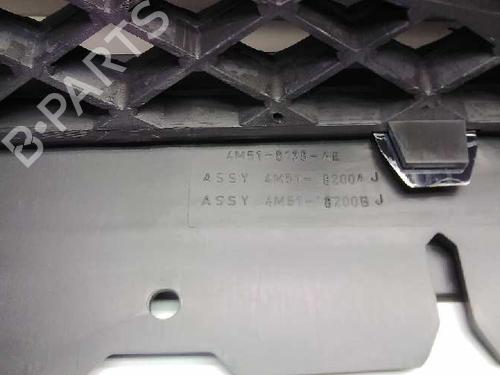 B-PARTS
4M51-8138-AE
ASSY 4M51- 8200A J
ASSY 4M51- 8200B J